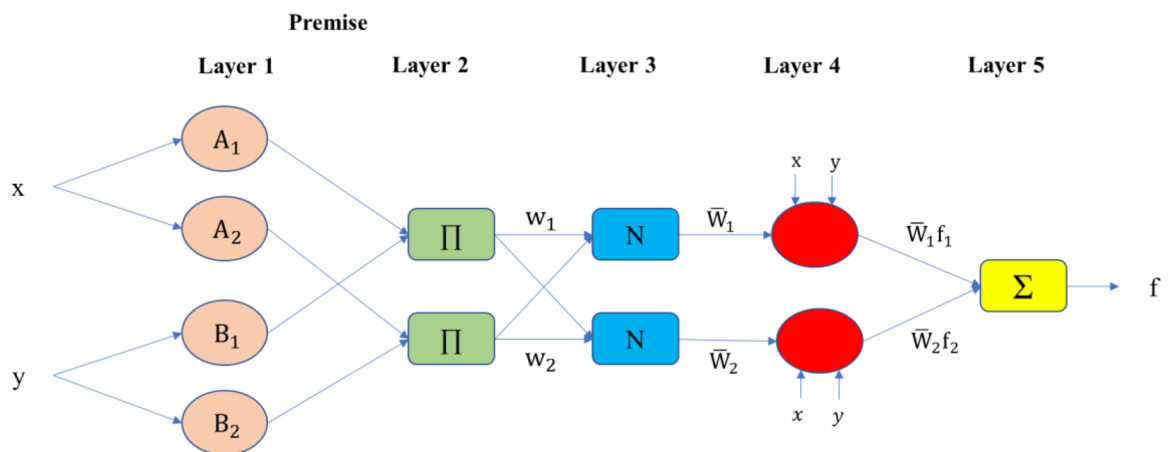 Premise
Layer 1 Layer 2 Layer 3 Layer 4 Layer 5
A₁
x y
x
A₂
∏ w₁ N W̅₁ W̅₁f₁
Σ f
B₁
∏ w₂ N W̅₂ W̅₂f₂
y
x y
B₂